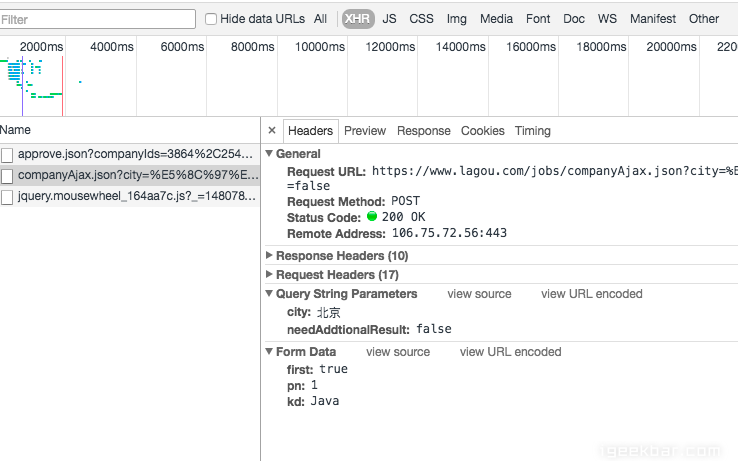 Filter Hide data URLs All XHR JS CSS Img Media Font Doc WS Manifest Other
2000ms 4000ms 6000ms 8000ms 10000ms 12000ms 14000ms 16000ms 18000ms 20000ms 220
Name
approve.json?companyIds=3864%2C254...
companyAjax.json?city=%E5%8C%97%E...
jquery.mousewheel_164aa7c.js?_=148078...
× Headers Preview Response Cookies Timing
General
Request URL: https://www.lagou.com/jobs/companyAjax.json?city=%E
=false
Request Method: POST
Status Code: 200 OK
Remote Address: 106.75.72.56:443
Response Headers (10)
Request Headers (17)
Query String Parameters view source view URL encoded
city: 北京
needAddtionalResult: false
Form Data view source view URL encoded
first: true
pn: 1
kd: Java